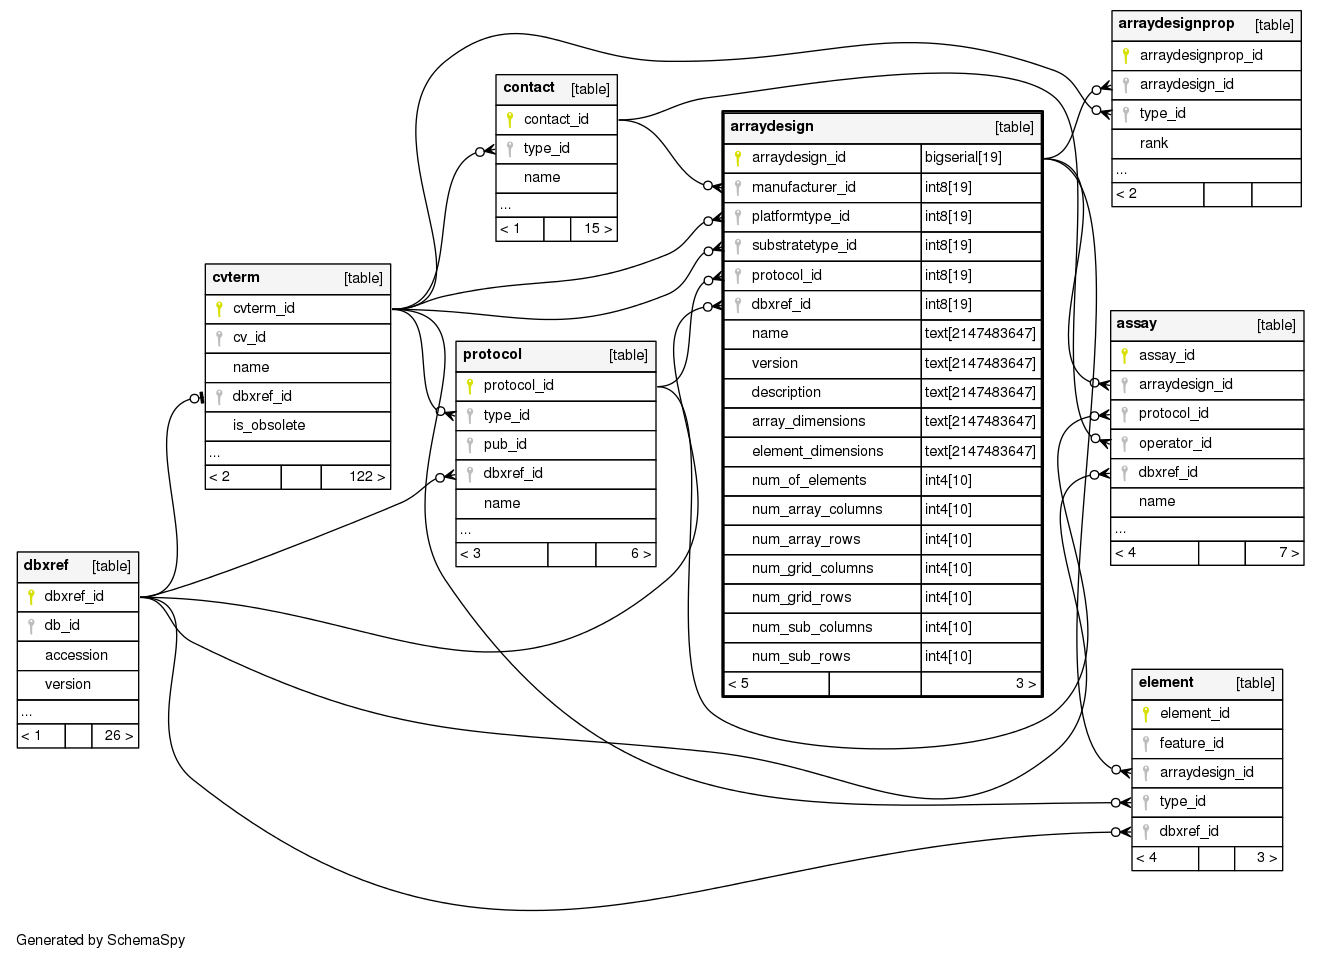 arraydesignprop [table]
arraydesignprop_id
arraydesign_id
type_id
rank
...
< 2
contact [table]
contact_id
type_id
name
...
< 1 15 >
arraydesign [table]
arraydesign_id bigserial[19]
manufacturer_id int8[19]
platformtype_id int8[19]
substratetype_id int8[19]
protocol_id int8[19]
dbxref_id int8[19]
name text[2147483647]
version text[2147483647]
description text[2147483647]
array_dimensions text[2147483647]
element_dimensions text[2147483647]
num_of_elements int4[10]
num_array_columns int4[10]
num_array_rows int4[10]
num_grid_columns int4[10]
num_grid_rows int4[10]
num_sub_columns int4[10]
num_sub_rows int4[10]
< 5 3 >
cvterm [table]
cvterm_id
cv_id
name
dbxref_id
is_obsolete
...
< 2 122 >
protocol [table]
protocol_id
type_id
pub_id
dbxref_id
name
...
< 3 6 >
assay [table]
assay_id
arraydesign_id
protocol_id
operator_id
dbxref_id
name
...
< 4 7 >
dbxref [table]
dbxref_id
db_id
accession
version
...
< 1 26 >
element [table]
element_id
feature_id
arraydesign_id
type_id
dbxref_id
< 4 3 >
Generated by SchemaSpy